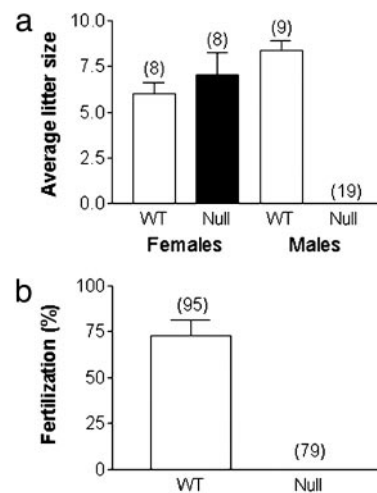 a
Average litter size
10.0
7.5
5.0
2.5
0.0
(8)
(8)
(9)
(19)
WT Null WT Null
Females Males
b
Fertilization (%)
100
75
50
25
0
(95)
(79)
WT Null